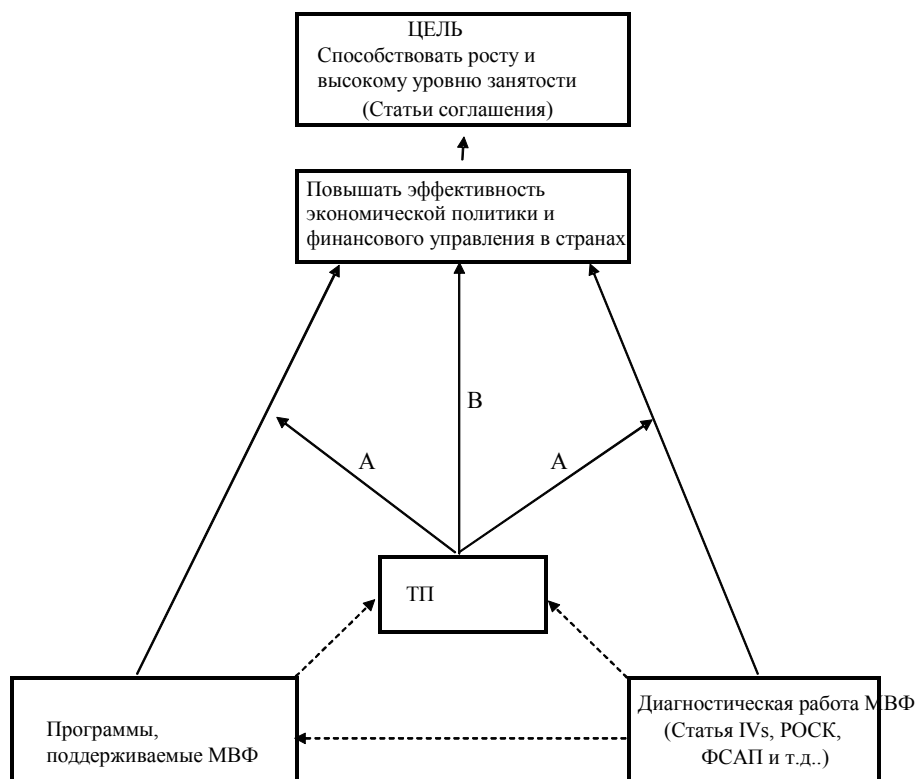 ЦЕЛЬ
Способствовать росту и
высокому уровню занятости
(Статьи соглашения)
Повышать эффективность
экономической политики и
финансового управления в странах
В
А
А
ТП
Программы,
поддерживаемые МВФ
Диагностическая работа МВФ
(Статья IVs, РОСК,
ФСАП и т.д..)